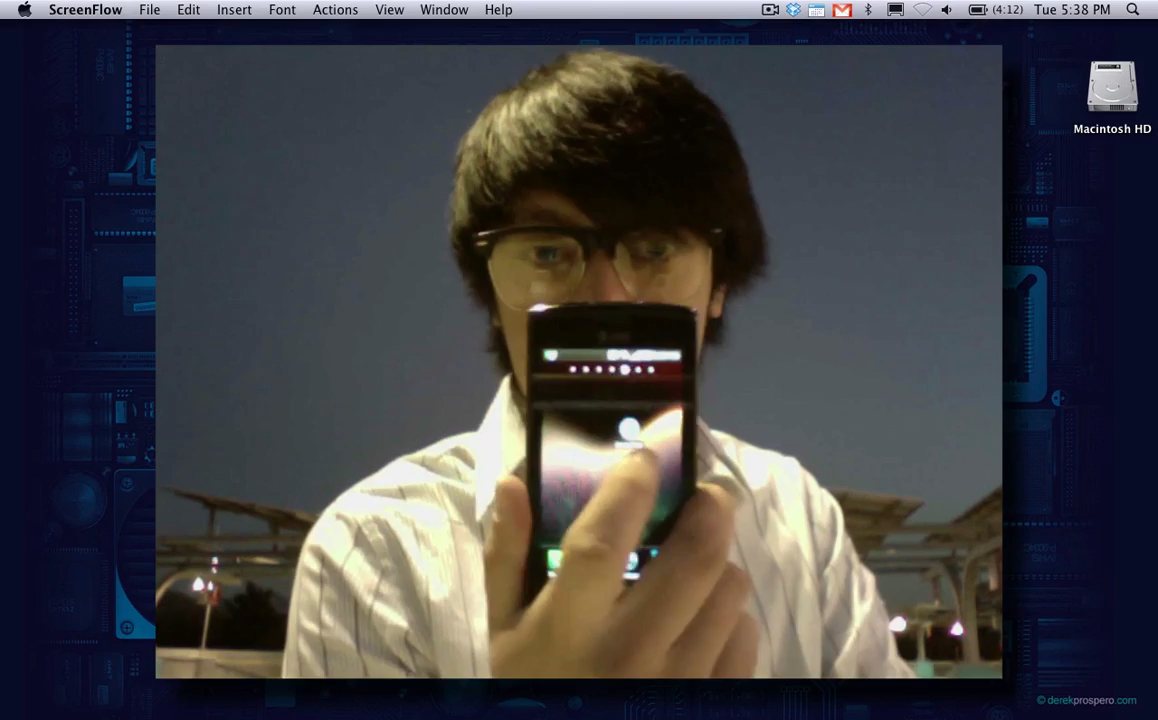 ScreenFlow File Edit Insert Font Actions View Window Help (4:12) Tue 5:38 PM
Macintosh HD
© derekprospero.com